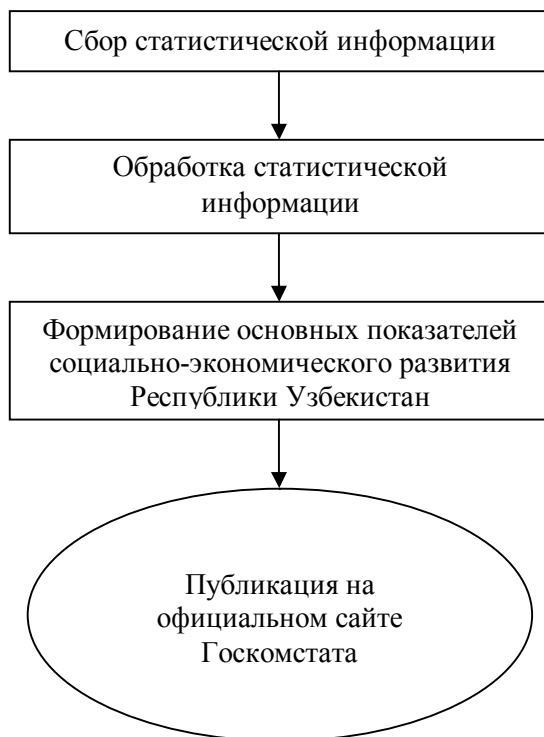 Сбор статистической информации
Обработка статистической
информации
Формирование основных показателей
социально-экономического развития
Республики Узбекистан
Публикация на
официальном сайте
Госкомстата